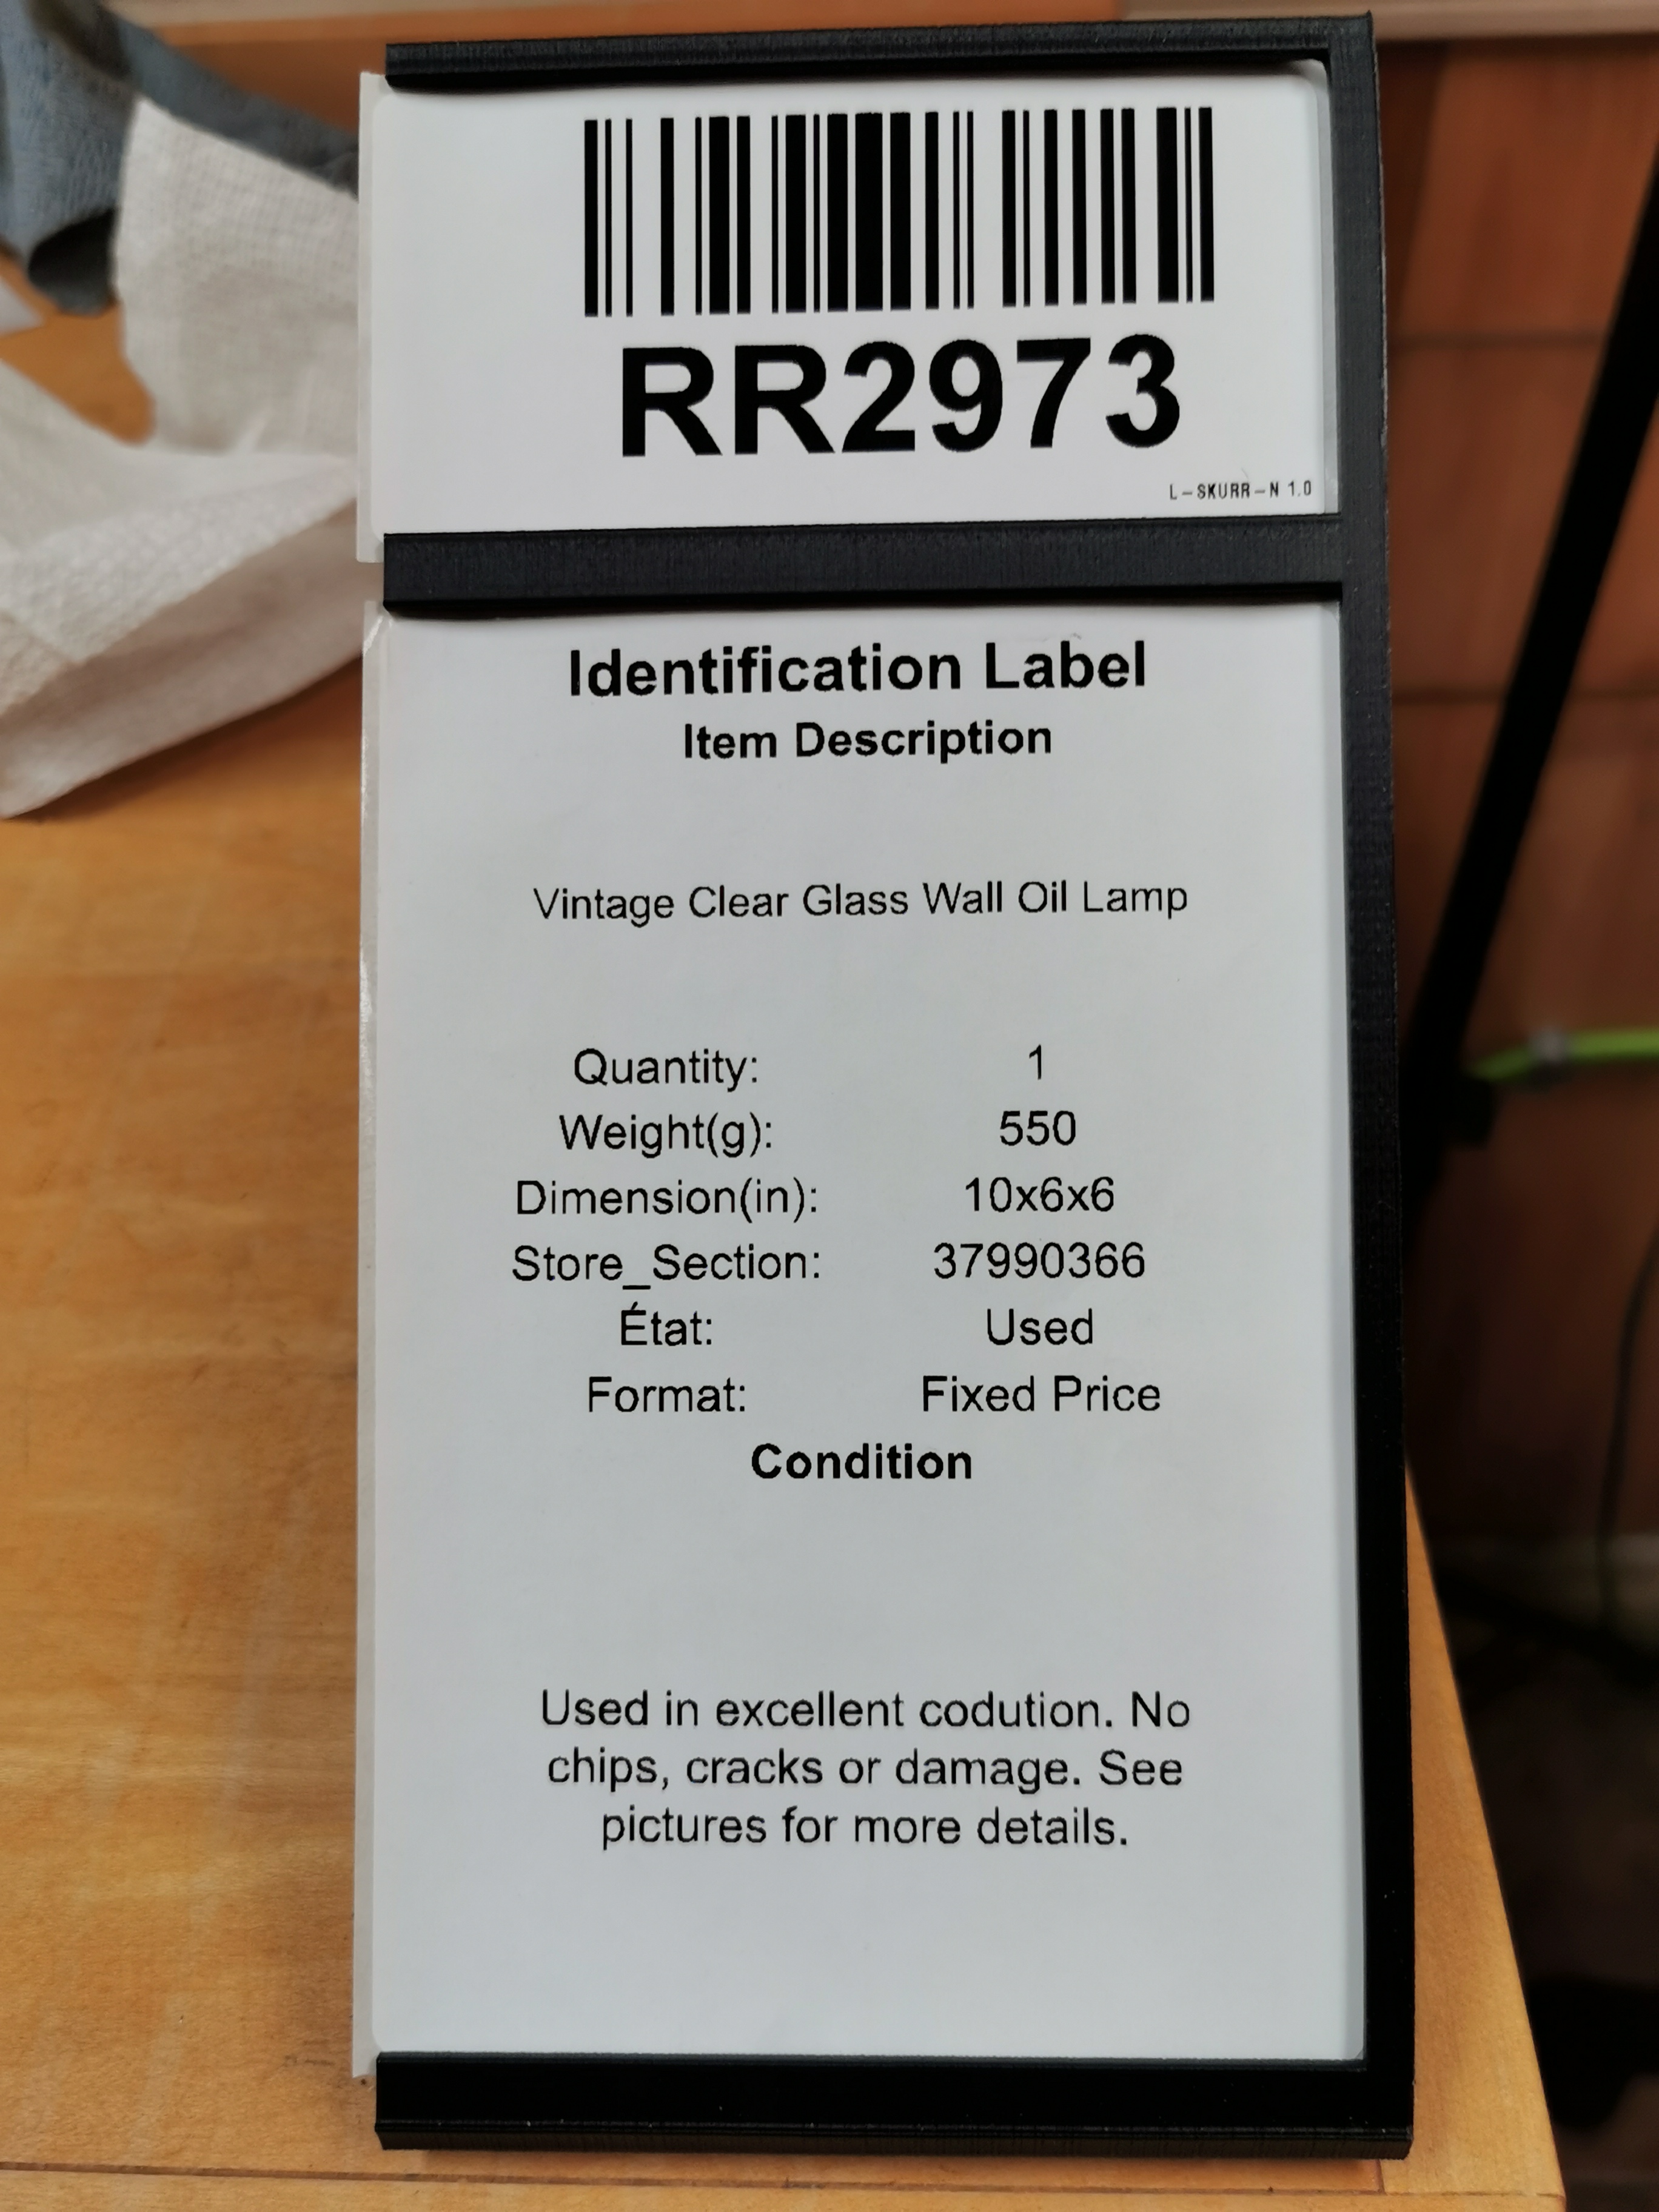 RR2973
L-SKURR-N 1.0
Identification Label
Item Description
Vintage Clear Glass Wall Oil Lamp
Quantity: 1
Weight(g): 550
Dimension(in): 10x6x6
Store_Section: 37990366
État: Used
Format: Fixed Price
Condition
Used in excellent codution. No
chips, cracks or damage. See
pictures for more details.